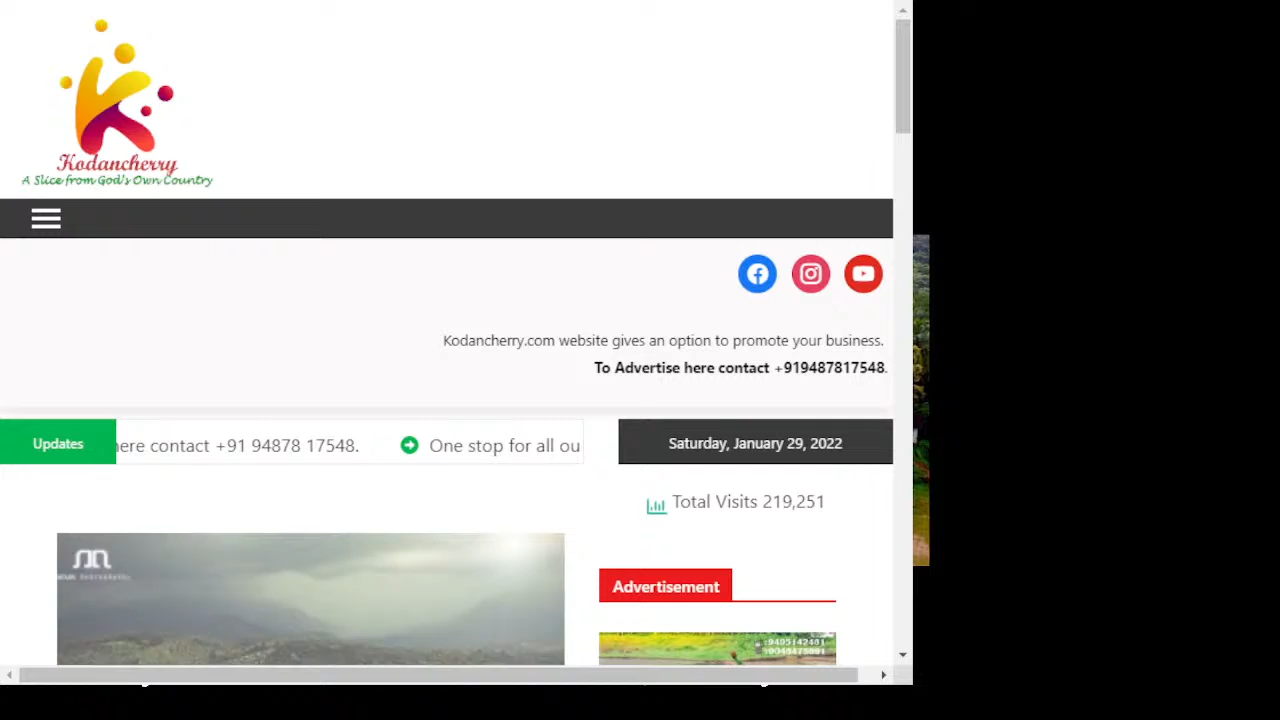 Kodancherry
A Slice from God's Own Country
Kodancherry.com website gives an option to promote your business.
To Advertise here contact +919487817548.
Updates
here contact +91 94878 17548.
One stop for all ou
Saturday, January 29, 2022
Total Visits 219,251
Advertisement